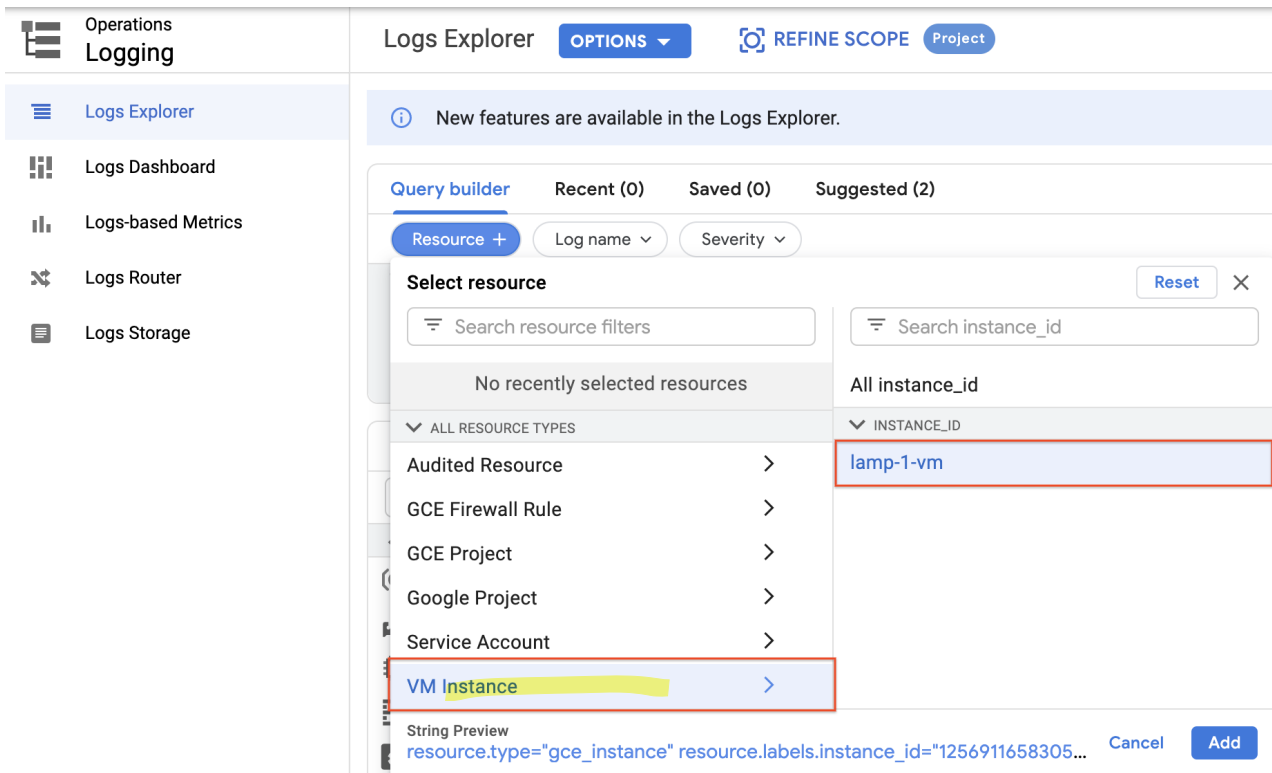 Operations
Logging
Logs Explorer
OPTIONS
REFINE SCOPE
Project
Logs Explorer
Logs Dashboard
Logs-based Metrics
Logs Router
Logs Storage
New features are available in the Logs Explorer.
Query builder
Recent (0)
Saved (0)
Suggested (2)
Resource +
Log name
Severity
Select resource
Reset
Search resource filters
Search instance_id
No recently selected resources
All instance_id
ALL RESOURCE TYPES
INSTANCE_ID
Audited Resource
lamp-1-vm
GCE Firewall Rule
GCE Project
Google Project
Service Account
VM Instance
String Preview
resource.type="gce_instance" resource.labels.instance_id="1256911658305...
Cancel
Add